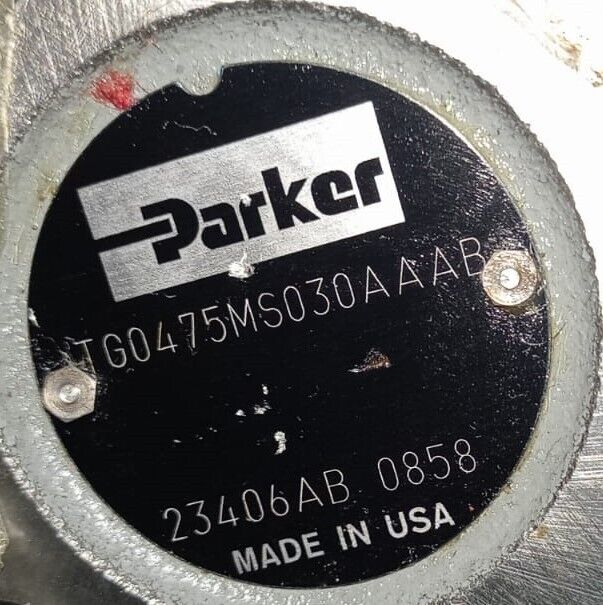 Parker
TG0475MS030AAAB
23406AB 0858
MADE IN USA